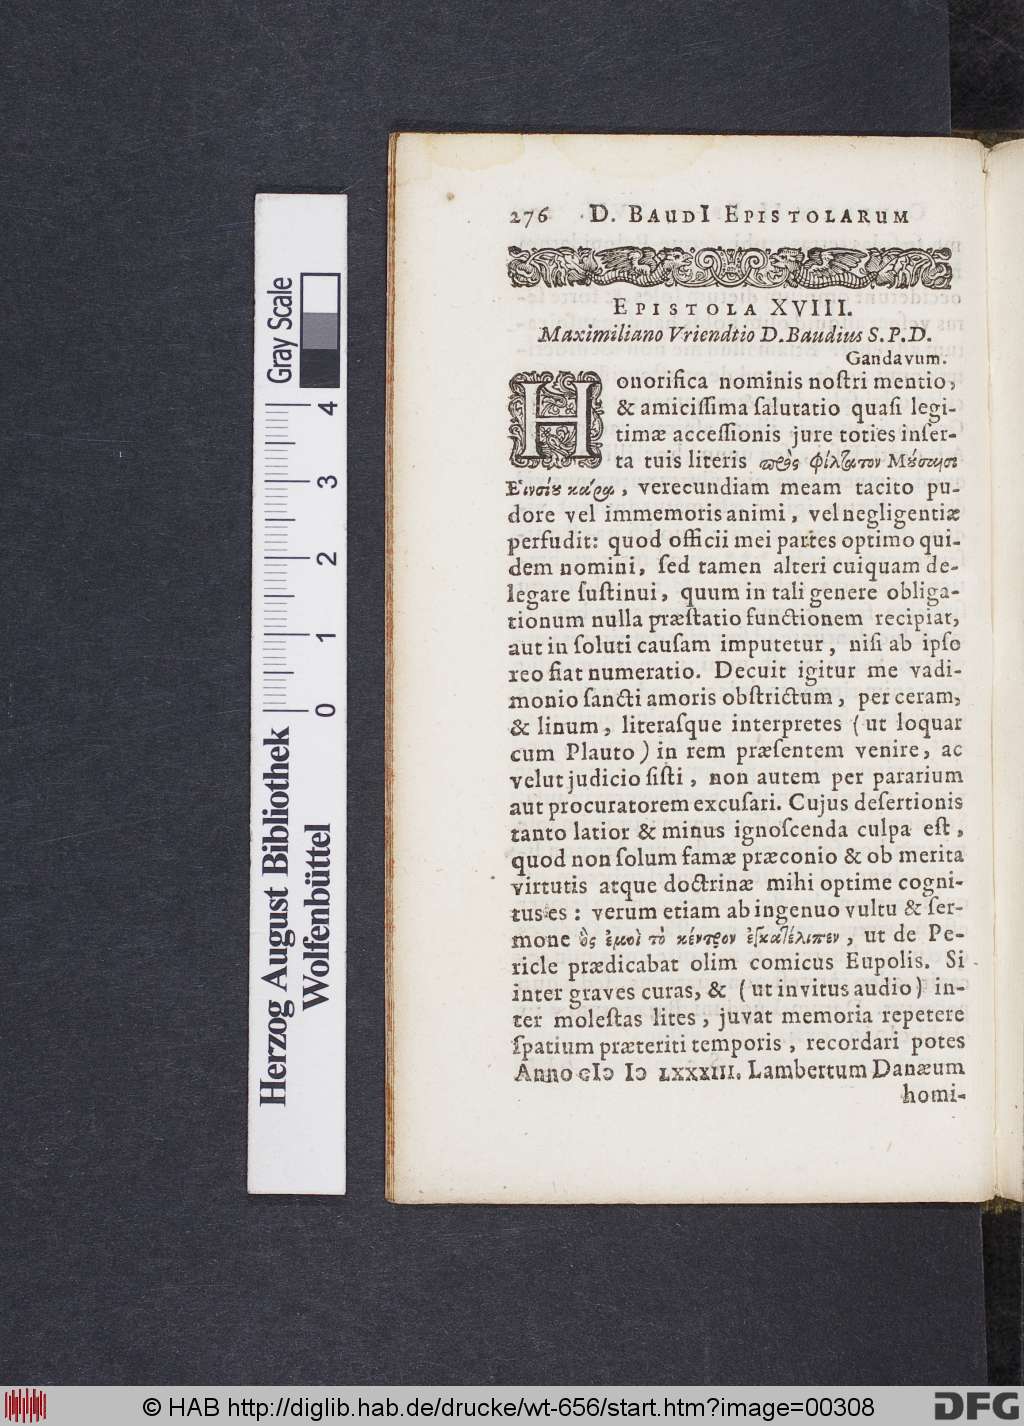 276 D. BAUDI EPISTOLARUM
EPISTOLA XVIII.
Maximiliano Vriendtio D. Baudius S. P. D.
Gandavum.
Honorifica nominis noſtri mentio,
& amiciſſima ſalutatio quaſi legi-
timæ acceſſionis jure toties inſer-
ta tuis literis πρὸς φίλτατον Μούσῃσι
Εἱνσίου κάρα, verecundiam meam tacito pu-
dore vel immemoris animi, vel negligentiæ
perfudit: quod officii mei partes optimo qui-
dem nomini, ſed tamen alteri cuiquam de-
legare ſuſtinui, quum in tali genere obliga-
tionum nulla præſtatio functionem recipiat,
aut in ſoluti cauſam imputetur, niſi ab ipſo
reo fiat numeratio. Decuit igitur me vadi-
monio ſancti amoris obſtrictum, per ceram,
& linum, literaſque interpretes (ut loquar
cum Plauto) in rem præſentem venire, ac
velut judicio ſiſti, non autem per pararium
aut procuratorem excuſari. Cujus deſertionis
tanto latior & minus ignoſcenda culpa eſt,
quod non ſolum famæ præconio & ob merita
virtutis atque doctrinæ mihi optime cogni-
tus es: verum etiam ab ingenuo vultu & ſer-
mone ὃς ἐμοὶ τὸ κέντρον ἐγκατέλιπεν, ut de Pe-
ricle prædicabat olim comicus Eupolis. Si
inter graves curas, & (ut invitus audio) in-
ter moleſtas lites, juvat memoria repetere
ſpatium præteriti temporis, recordari potes
Anno cIↄ Iↄ LXXXIII. Lambertum Danæum
homi-
Gray Scale
4
3
2
1
0
Herzog August Bibliothek
Wolfenbüttel
© HAB http://diglib.hab.de/drucke/wt-656/start.htm?image=00308
DFG